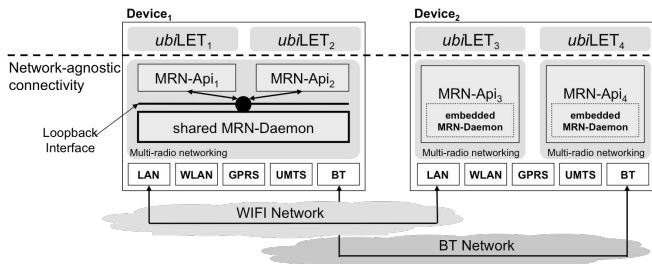 Device₁
Device₂
ubiLET₁
ubiLET₂
ubiLET₃
ubiLET₄
Network-agnostic
connectivity
MRN-Api₁
MRN-Api₂
MRN-Api₃
MRN-Api₄
embedded
MRN-Daemon
embedded
MRN-Daemon
Loopback
Interface
shared MRN-Daemon
Multi-radio networking
Multi-radio networking
Multi-radio networking
LAN
WLAN
GPRS
UMTS
BT
LAN
WLAN
GPRS
UMTS
BT
WIFI Network
BT Network